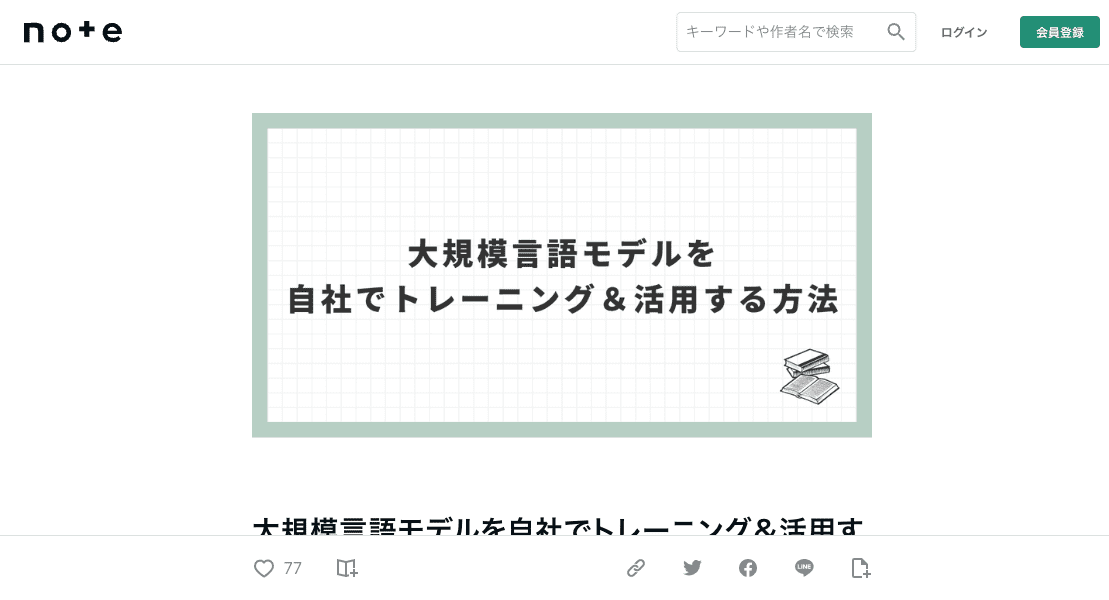 note
キーワードや作者名で検索
ログイン
会員登録
大規模言語モデルを
自社でトレーニング＆活用する方法
大規模言語モデルを自社でトレーニング&活用す
77
LINE